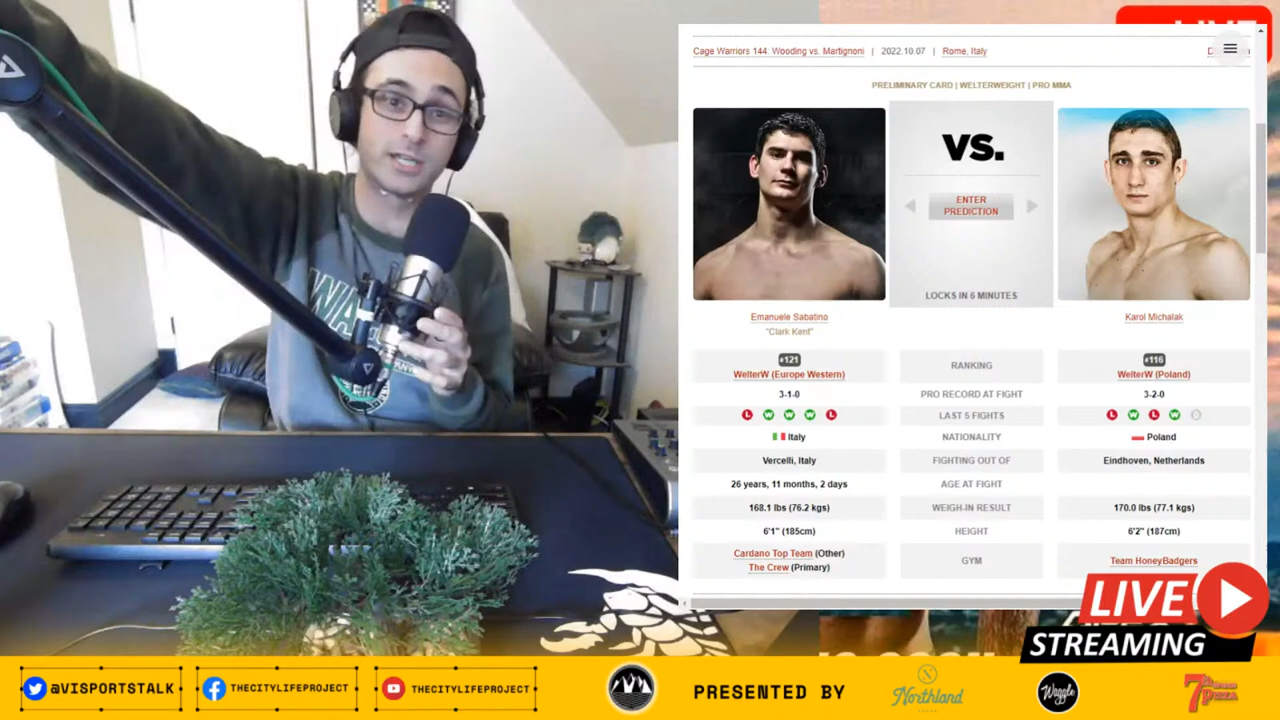 LIVE
Cage Warriors 144: Wooding vs. Martignoni | 2022.10.07 | Rome, Italy
PRELIMINARY CARD | WELTERWEIGHT | PRO MMA
VS.
ENTER
PREDICTION
LOCKS IN 6 MINUTES
Emanuele Sabatino
"Clark Kent"
Karol Michalak
#121
WelterW (Europe Western)
RANKING
#116
WelterW (Poland)
3-1-0 PRO RECORD AT FIGHT 3-2-0
L W W W L LAST 5 FIGHTS L W L W
Italy NATIONALITY Poland
Vercelli, Italy FIGHTING OUT OF Eindhoven, Netherlands
26 years, 11 months, 2 days AGE AT FIGHT
168.1 lbs (76.2 kgs) WEIGH-IN RESULT 170.0 lbs (77.1 kgs)
6'1" (185cm) HEIGHT 6'2" (187cm)
Cardano Top Team (Other)
The Crew (Primary)
GYM
Team HoneyBadgers
LIVE
STREAMING
@VISPORTSTALK THECITYLIFEPROJECT THECITYLIFEPROJECT PRESENTED BY Northland Waggle